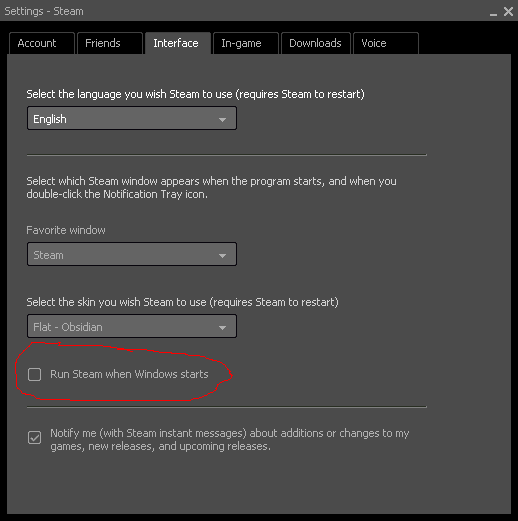 Settings - Steam
Account Friends Interface In-game Downloads Voice
Select the language you wish Steam to use (requires Steam to restart)
English
Select which Steam window appears when the program starts, and when you
double-click the Notification Tray icon.
Favorite window
Steam
Select the skin you wish Steam to use (requires Steam to restart)
Flat - Obsidian
Run Steam when Windows starts
Notify me (with Steam instant messages) about additions or changes to my
games, new releases, and upcoming releases.